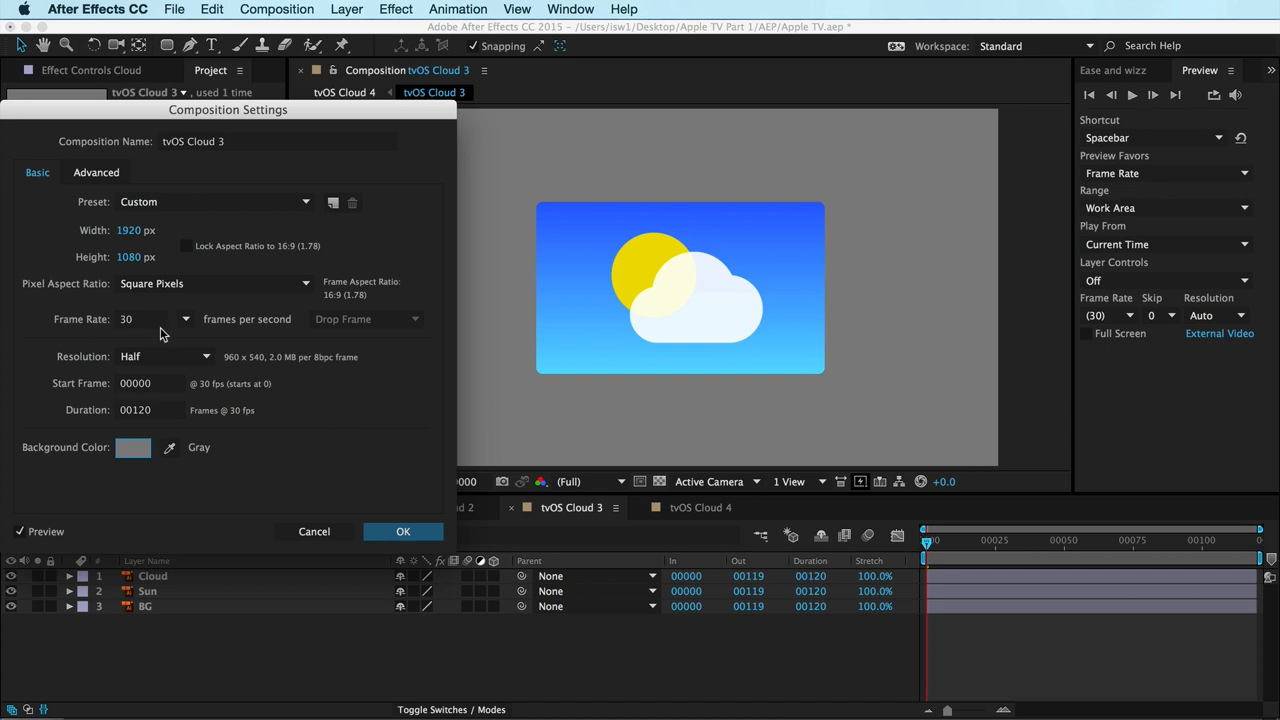 After Effects CC File Edit Composition Layer Effect Animation View Window Help
Adobe After Effects CC 2015 - /Users/isw1/Desktop/Apple TV Part 1/AEP/Apple TV.aep *
Snapping
Workspace: Standard
Search Help
Effect Controls Cloud
Project
Composition tvOS Cloud 3
Ease and wizz
Preview
tvOS Cloud 3 , used 1 time
tvOS Cloud 4
tvOS Cloud 3
Composition Settings
Composition Name: tvOS Cloud 3
Basic
Advanced
Preset: Custom
Width: 1920 px
Lock Aspect Ratio to 16:9 (1.78)
Height: 1080 px
Pixel Aspect Ratio: Square Pixels
Frame Aspect Ratio:
16:9 (1.78)
Frame Rate: 30 frames per second Drop Frame
Resolution: Half 960 x 540, 2.0 MB per 8bpc frame
Start Frame: 00000 @ 30 fps (starts at 0)
Duration: 00120 Frames @ 30 fps
Background Color: Gray
Preview
Cancel
OK
Shortcut
Spacebar
Preview Favors
Frame Rate
Range
Work Area
Play From
Current Time
Layer Controls
Off
Frame Rate Skip Resolution
(30) 0 Auto
Full Screen External Video
0000 (Full) Active Camera 1 View +0.0
d 2
tvOS Cloud 3
tvOS Cloud 4
00 00025 00050 00075 00100 0
# Layer Name fx Parent In Out Duration Stretch
1 Cloud None 00000 00119 00120 100.0%
2 Sun None 00000 00119 00120 100.0%
3 BG None 00000 00119 00120 100.0%
Toggle Switches / Modes